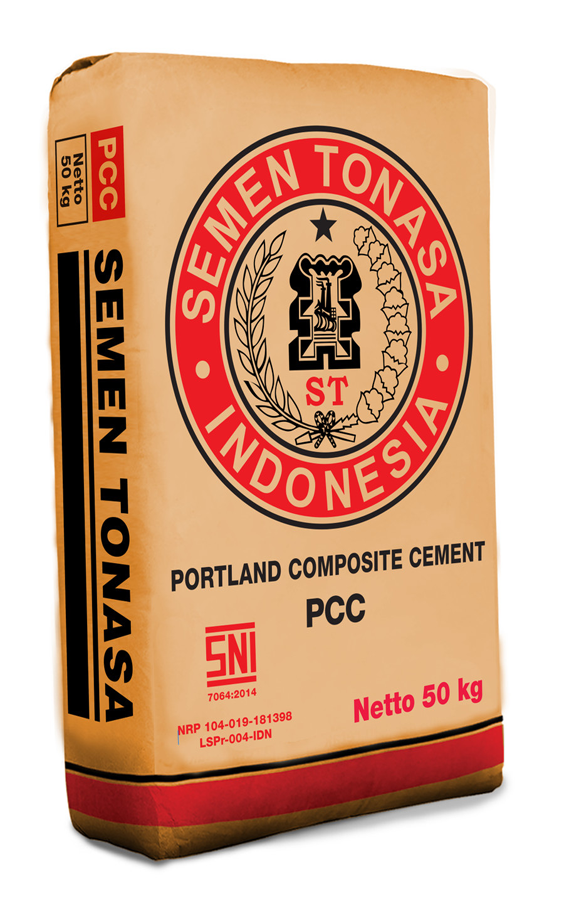 PCC
Netto
50 kg
SEMEN TONASA
SEMEN TONASA
INDONESIA
ST
PORTLAND COMPOSITE CEMENT
PCC
SNI
7064:2014
NRP 104-019-181398
LSPr-004-IDN
Netto 50 kg